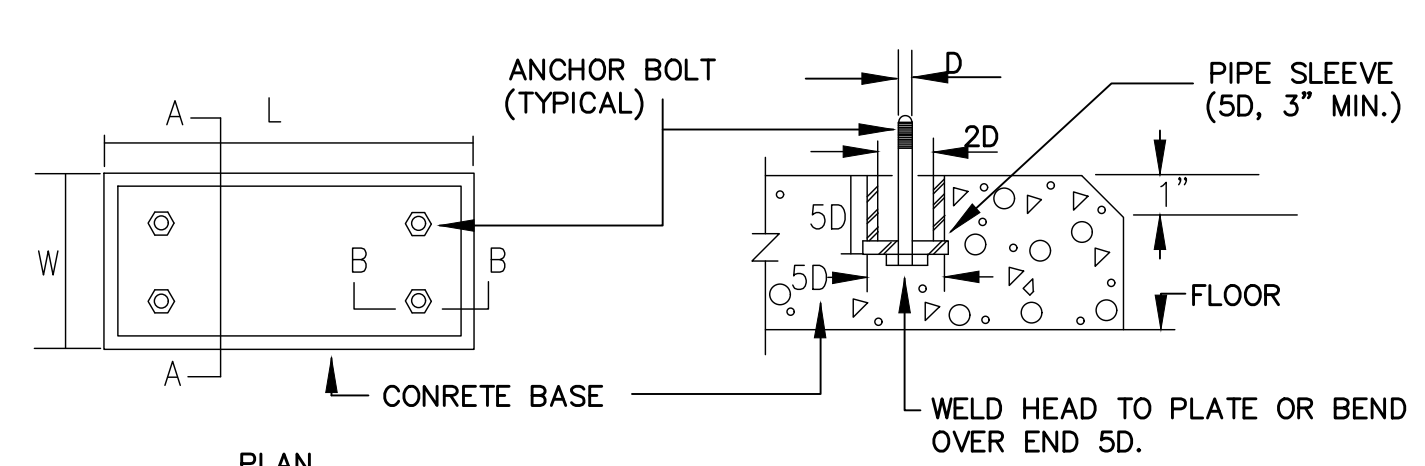 ANCHOR BOLT
(TYPICAL)
A
L
W
B
B
A
CONRETE BASE
PLAN
D
2D
PIPE SLEEVE
(5D, 3" MIN.)
1"
5D
5D
FLOOR
WELD HEAD TO PLATE OR BEND
OVER END 5D.